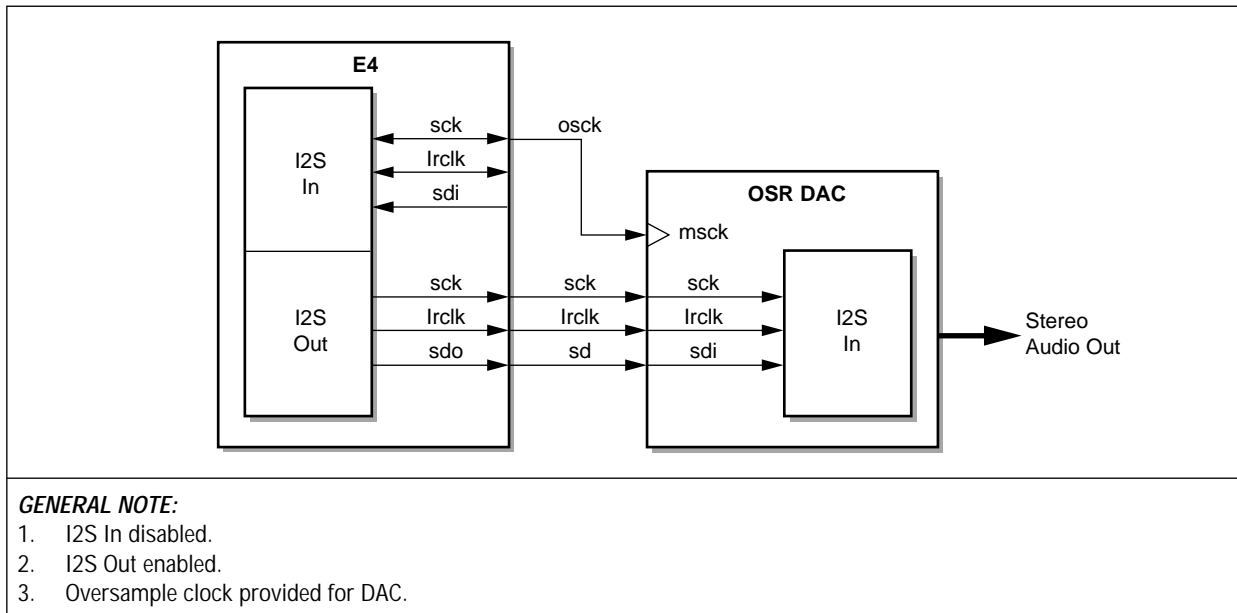 E4
sck
osck
I2S
In
lrclk
sdi
OSR DAC
msck
sck
sck
sck
I2S
Out
lrclk
lrclk
lrclk
I2S
In
Stereo
Audio Out
sdo
sd
sdi
GENERAL NOTE:
1. I2S In disabled.
2. I2S Out enabled.
3. Oversample clock provided for DAC.